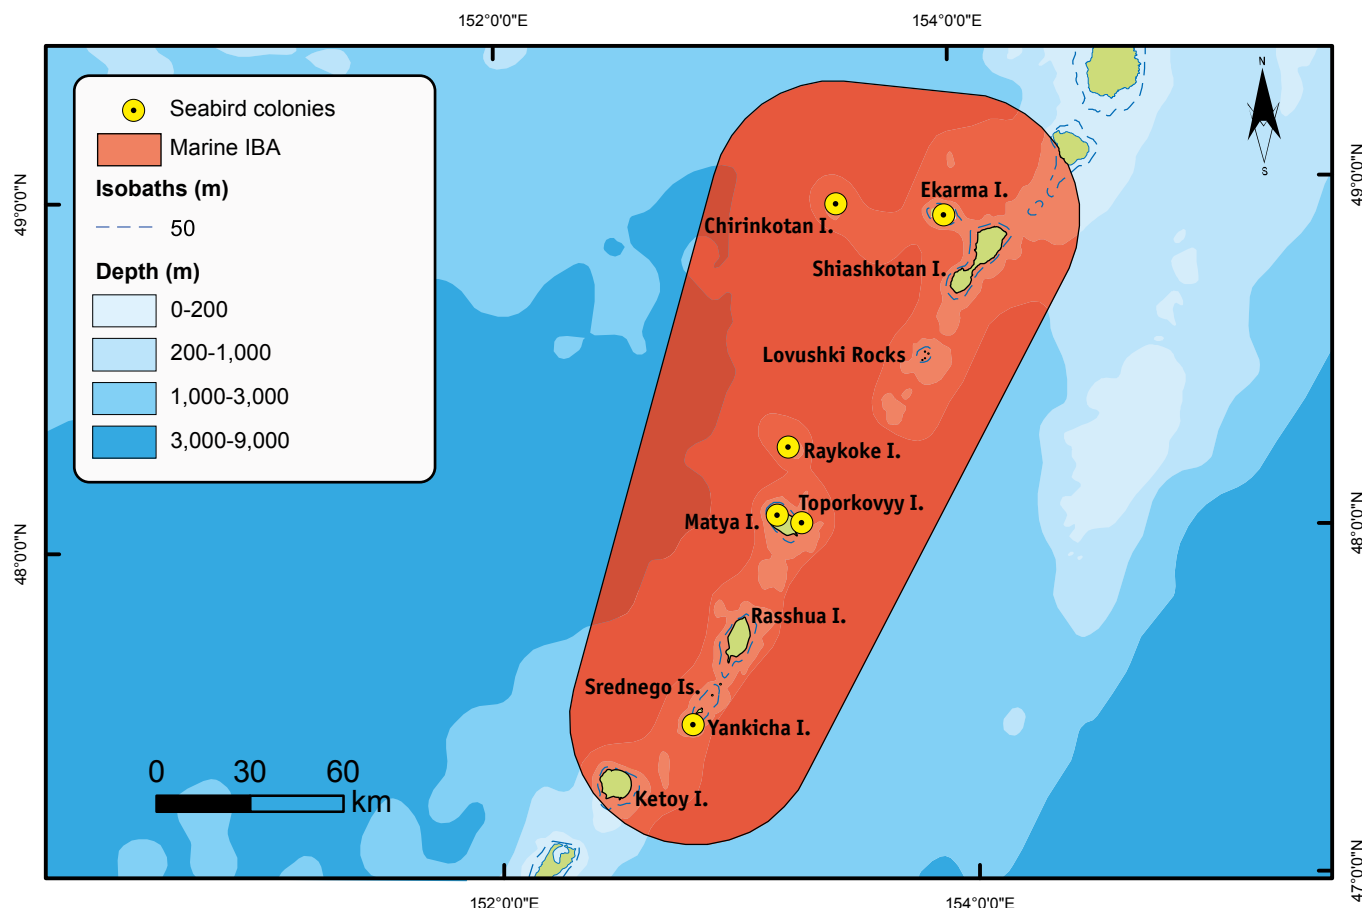 152°0'0"E
154°0'0"E
N
S
Seabird colonies
Marine IBA
Isobaths (m)
50
Depth (m)
0-200
200-1,000
1,000-3,000
3,000-9,000
49°0'0"N
49°0'0"N
Ekarma I.
Chirinkotan I.
Shiashkotan I.
Lovushki Rocks
Raykoke I.
Toporkovyy I.
Matya I.
48°0'0"N
48°0'0"N
Rasshua I.
Srednego Is.
Yankicha I.
Ketoy I.
0 30 60
km
47°0'0"N
152°0'0"E
154°0'0"E